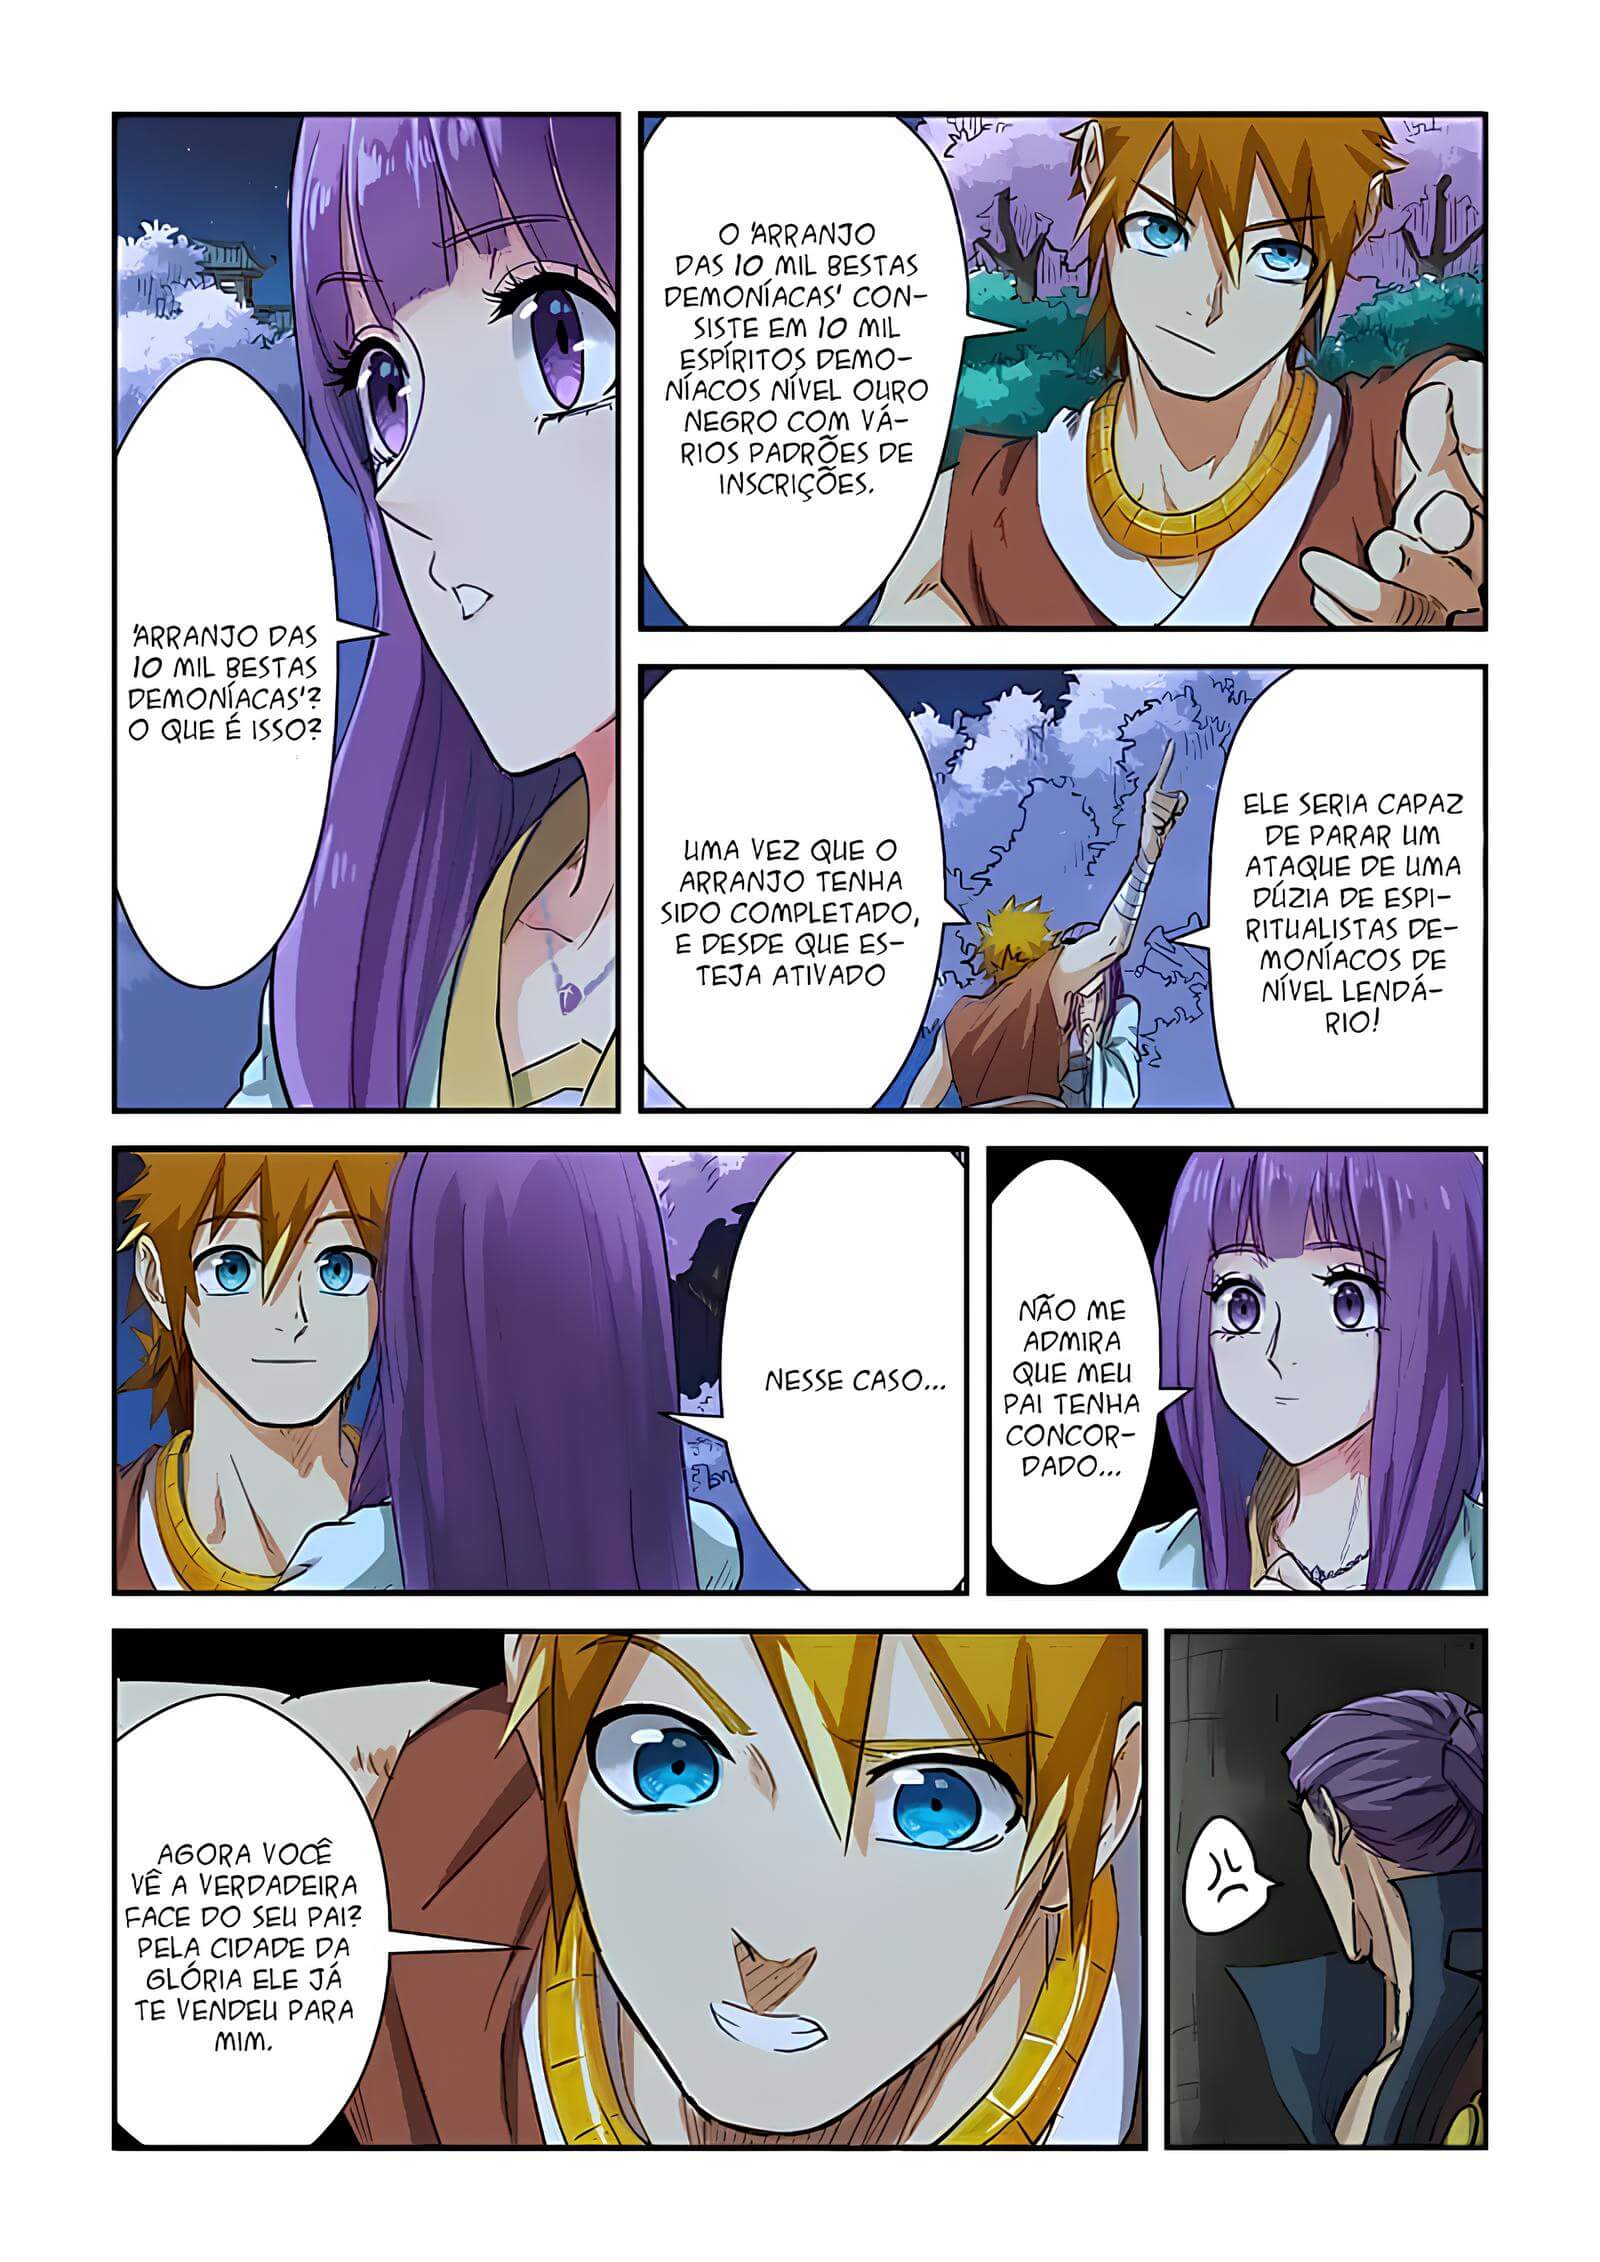 'ARRANJO DAS
10 MIL BESTAS
DEMONÍACAS'?
O QUE É ISSO?
O 'ARRANJO
DAS 10 MIL BESTAS
DEMONÍACAS' CON-
SISTE EM 10 MIL
ESPÍRITOS DEMO-
NÍACOS NÍVEL OURO
NEGRO COM VÁ-
RIOS PADRÕES DE
INSCRIÇÕES.
UMA VEZ QUE O
ARRANJO TENHA
SIDO COMPLETADO,
E DESDE QUE ES-
TEJA ATIVADO
ELE SERIA CAPAZ
DE PARAR UM
ATAQUE DE UMA
DÚZIA DE ESPI-
RITUALISTAS DE-
MONÍACOS DE
NÍVEL LENDÁ-
RIO!
NESSE CASO...
NÃO ME
ADMIRA
QUE MEU
PAI TENHA
CONCOR-
DADO...
AGORA VOCÊ
VÊ A VERDADEIRA
FACE DO SEU PAI?
PELA CIDADE DA
GLÓRIA ELE JÁ
TE VENDEU PARA
MIM.